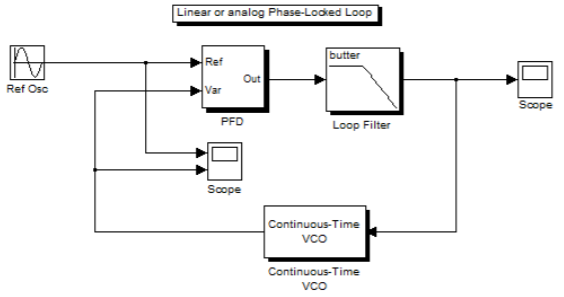 Linear or analog Phase-Locked Loop
Ref Osc
Ref
Var
Out
PFD
butter
Loop Filter
Scope
Scope
Continuous-Time
VCO
Continuous-Time
VCO